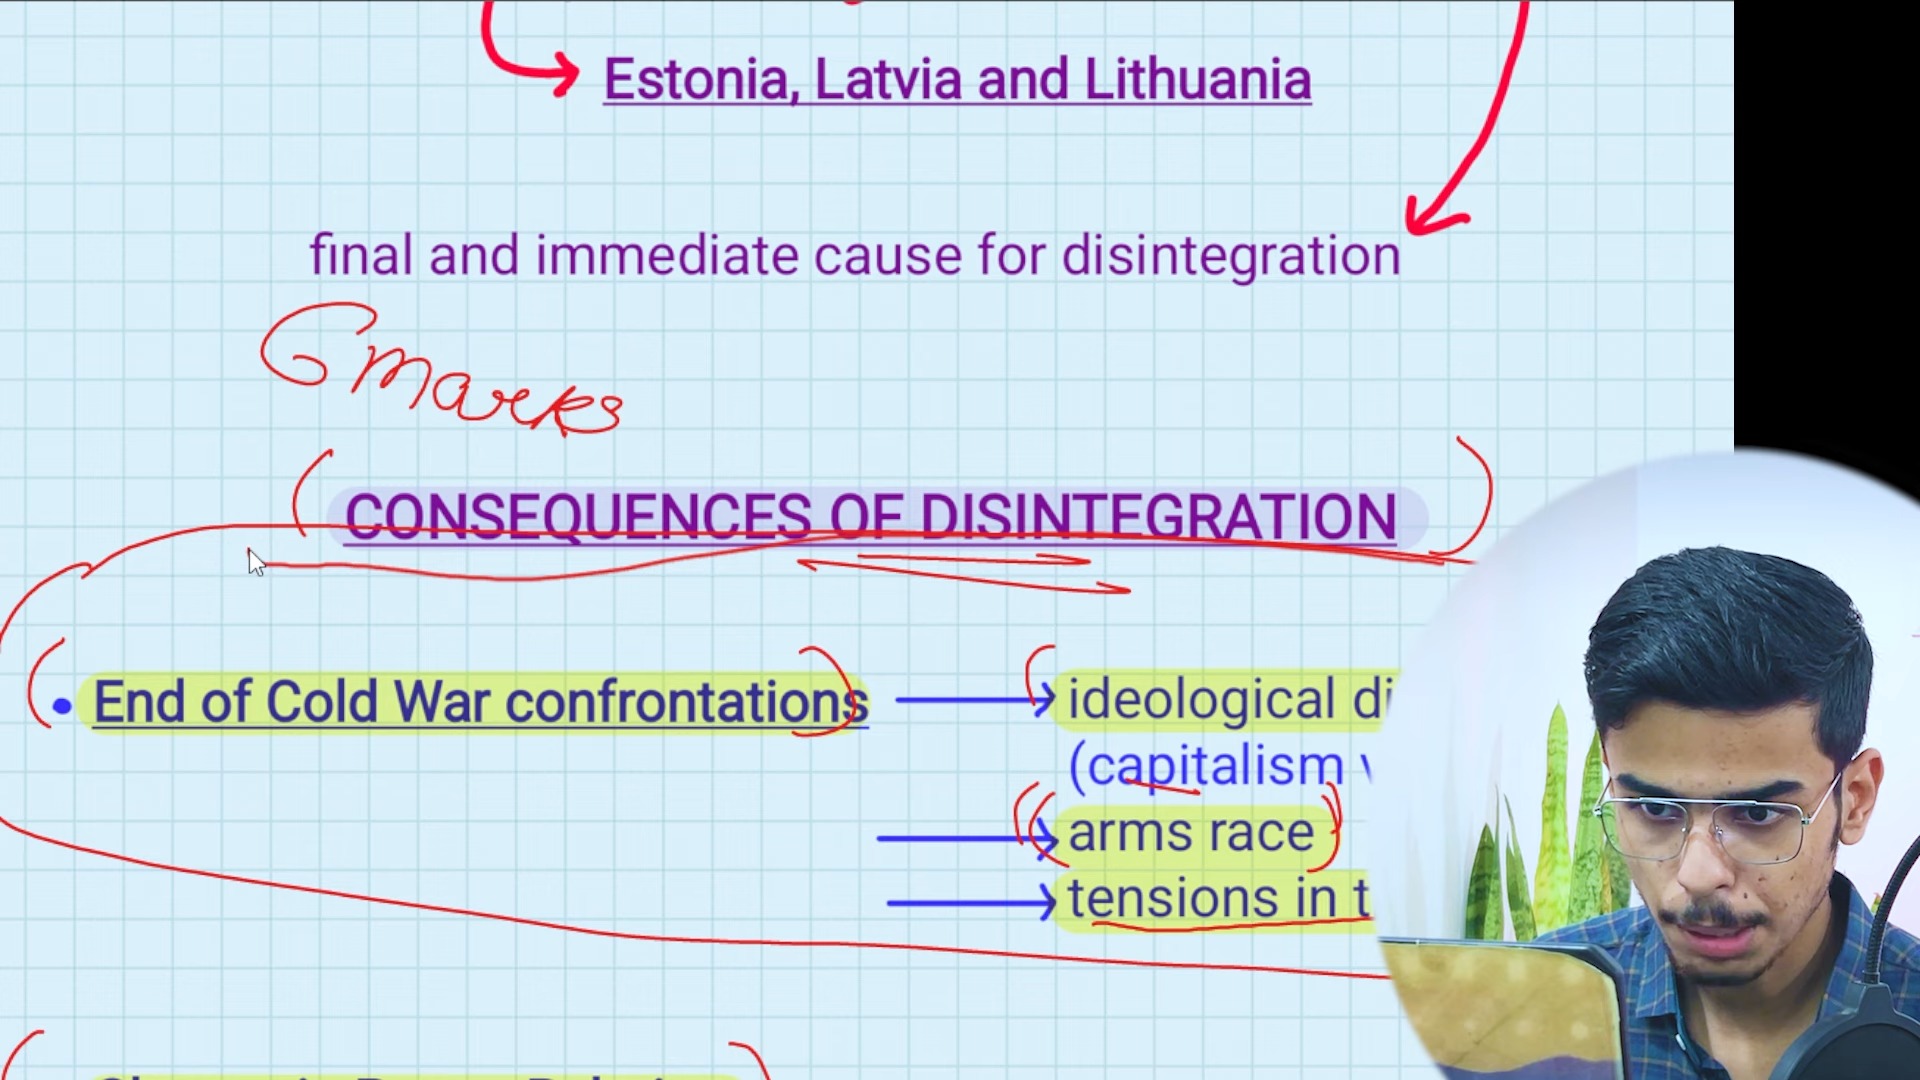 Estonia, Latvia and Lithuania
final and immediate cause for disintegration
6 marks
CONSEQUENCES OF DISINTEGRATION
• End of Cold War confrontations
ideological
(capitalism
arms race
tensions in